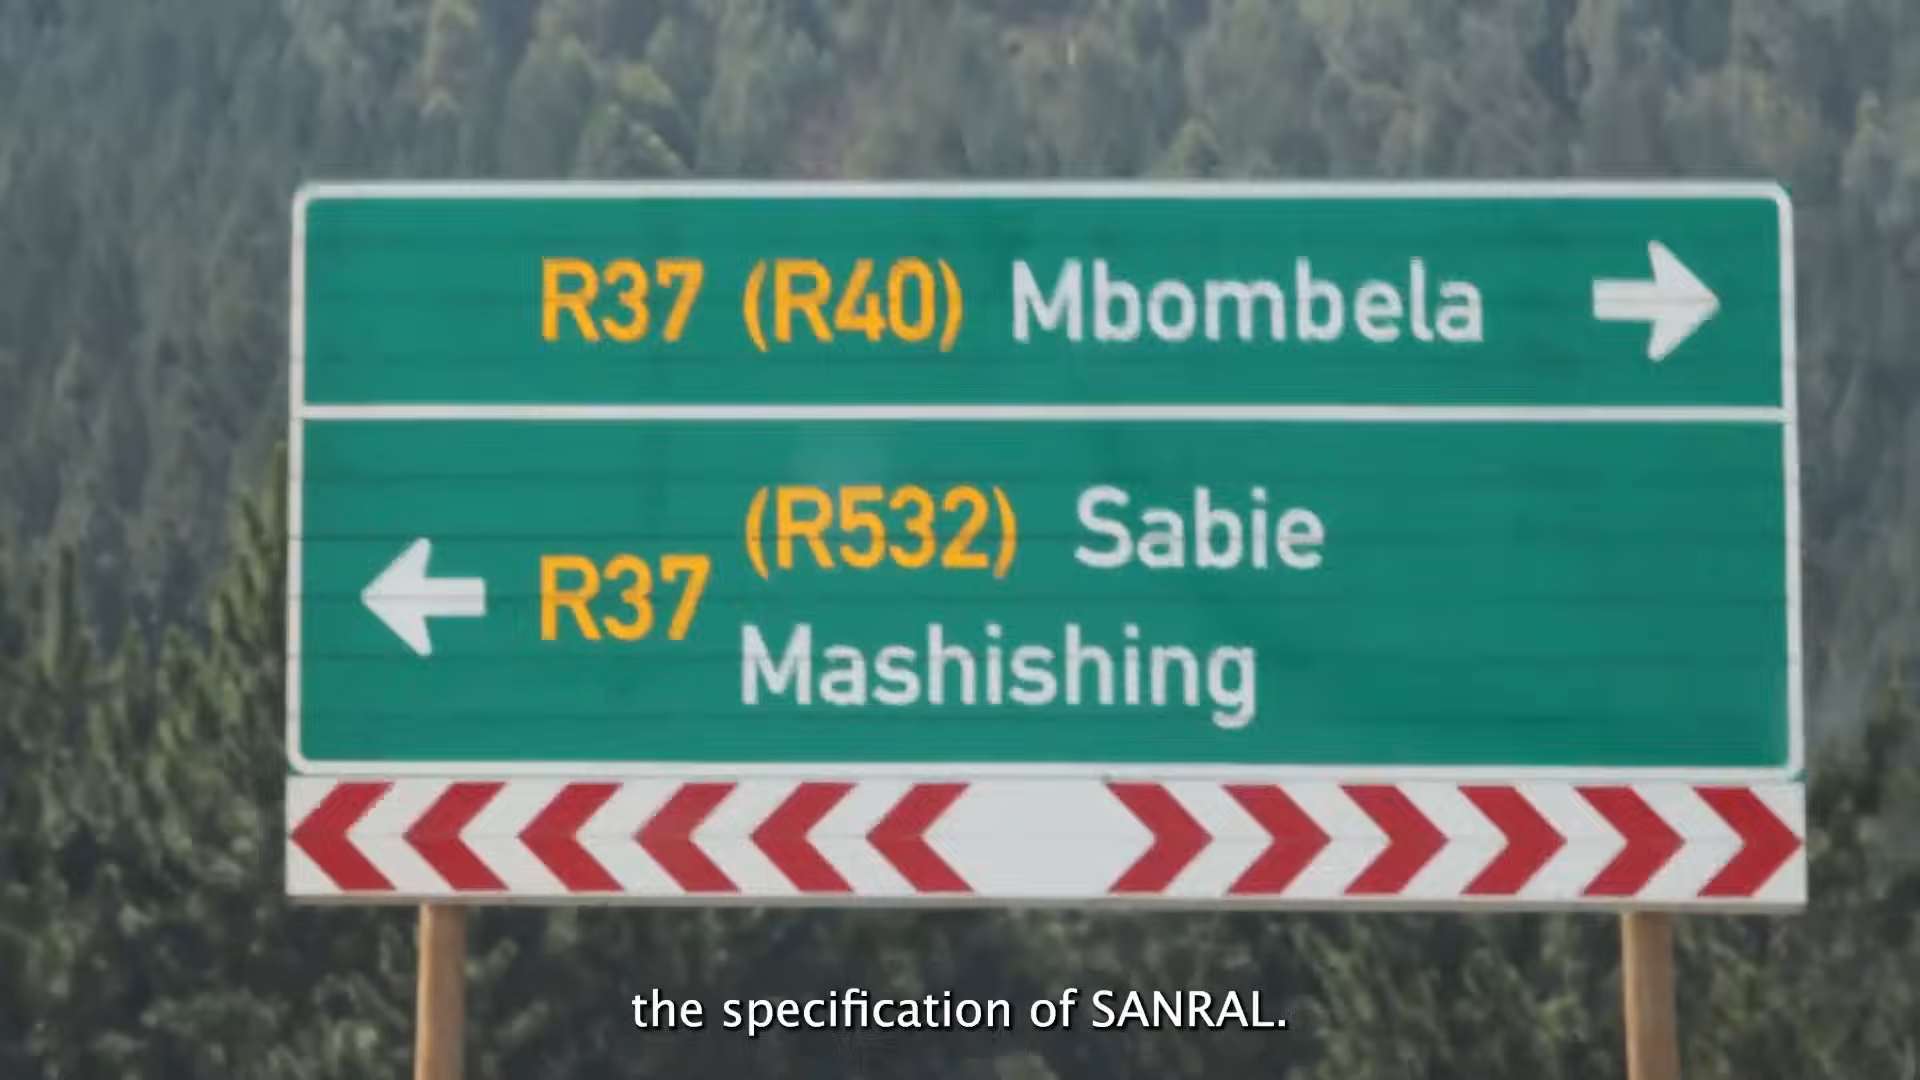 R37 (R40) Mbombela
(R532) Sabie
R37
Mashishing
the specification of SANRAL.